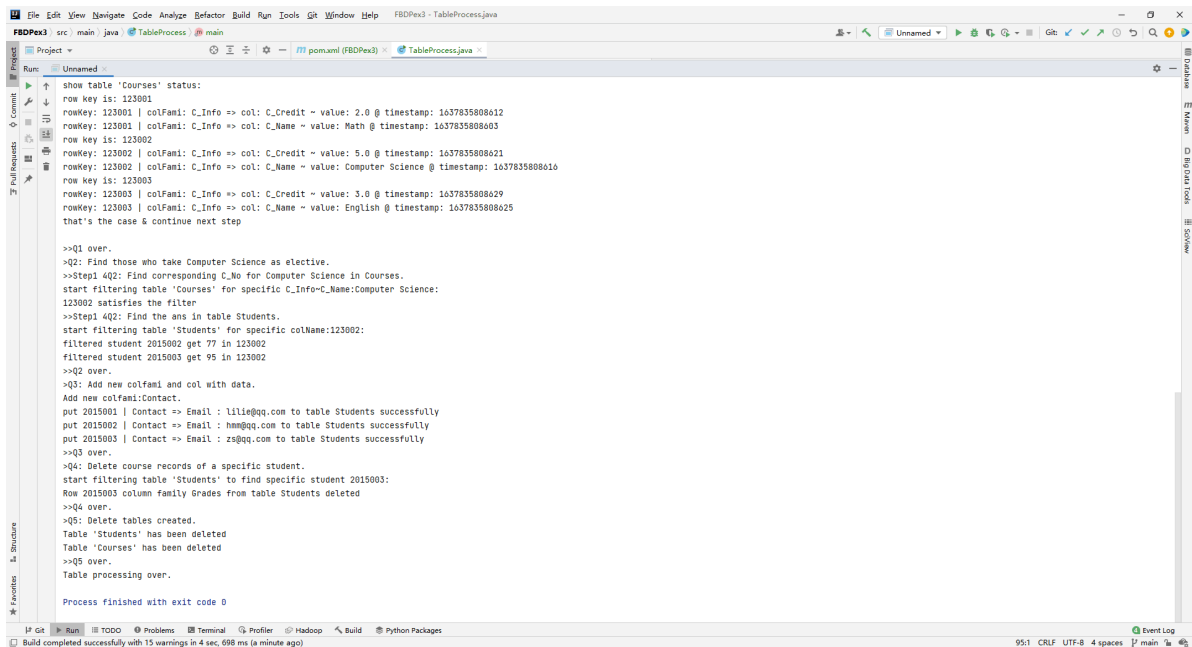 File Edit View Navigate Code Analyze Refactor Build Run Tools Git Window Help FBDPex3 - TableProcess.java
FBDPex3 src main java TableProcess main Unnamed Git:
Project pom.xml (FBDPex3) TableProcess.java
Run: Unnamed
show table 'Courses' status:
row key is: 123001
rowKey: 123001 | colFami: C_Info => col: C_Credit ~ value: 2.0 @ timestamp: 1637835808612
rowKey: 123001 | colFami: C_Info => col: C_Name ~ value: Math @ timestamp: 1637835808603
row key is: 123002
rowKey: 123002 | colFami: C_Info => col: C_Credit ~ value: 5.0 @ timestamp: 1637835808621
rowKey: 123002 | colFami: C_Info => col: C_Name ~ value: Computer Science @ timestamp: 1637835808616
row key is: 123003
rowKey: 123003 | colFami: C_Info => col: C_Credit ~ value: 3.0 @ timestamp: 1637835808629
rowKey: 123003 | colFami: C_Info => col: C_Name ~ value: English @ timestamp: 1637835808625
that's the case & continue next step
>>Q1 over.
>Q2: Find those who take Computer Science as elective.
>>Step1 4Q2: Find corresponding C_No for Computer Science in Courses.
start filtering table 'Courses' for specific C_Info~C_Name:Computer Science:
123002 satisfies the filter
>>Step1 4Q2: Find the ans in table Students.
start filtering table 'Students' for specific colName:123002:
filtered student 2015002 get 77 in 123002
filtered student 2015003 get 95 in 123002
>>Q2 over.
>Q3: Add new colfami and col with data.
Add new colfami:Contact.
put 2015001 | Contact => Email : lilie@qq.com to table Students successfully
put 2015002 | Contact => Email : hmm@qq.com to table Students successfully
put 2015003 | Contact => Email : zs@qq.com to table Students successfully
>>Q3 over.
>Q4: Delete course records of a specific student.
start filtering table 'Students' to find specific student 2015003:
Row 2015003 column family Grades from table Students deleted
>>Q4 over.
>Q5: Delete tables created.
Table 'Students' has been deleted
Table 'Courses' has been deleted
>>Q5 over.
Table processing over.
Process finished with exit code 0
Project
Commit
Pull Requests
Structure
Favorites
Database
Maven
Big Data Tools
SciView
Git Run TODO Problems Terminal Profiler Hadoop Build Python Packages Event Log
Build completed successfully with 15 warnings in 4 sec, 698 ms (a minute ago) 95:1 CRLF UTF-8 4 spaces main